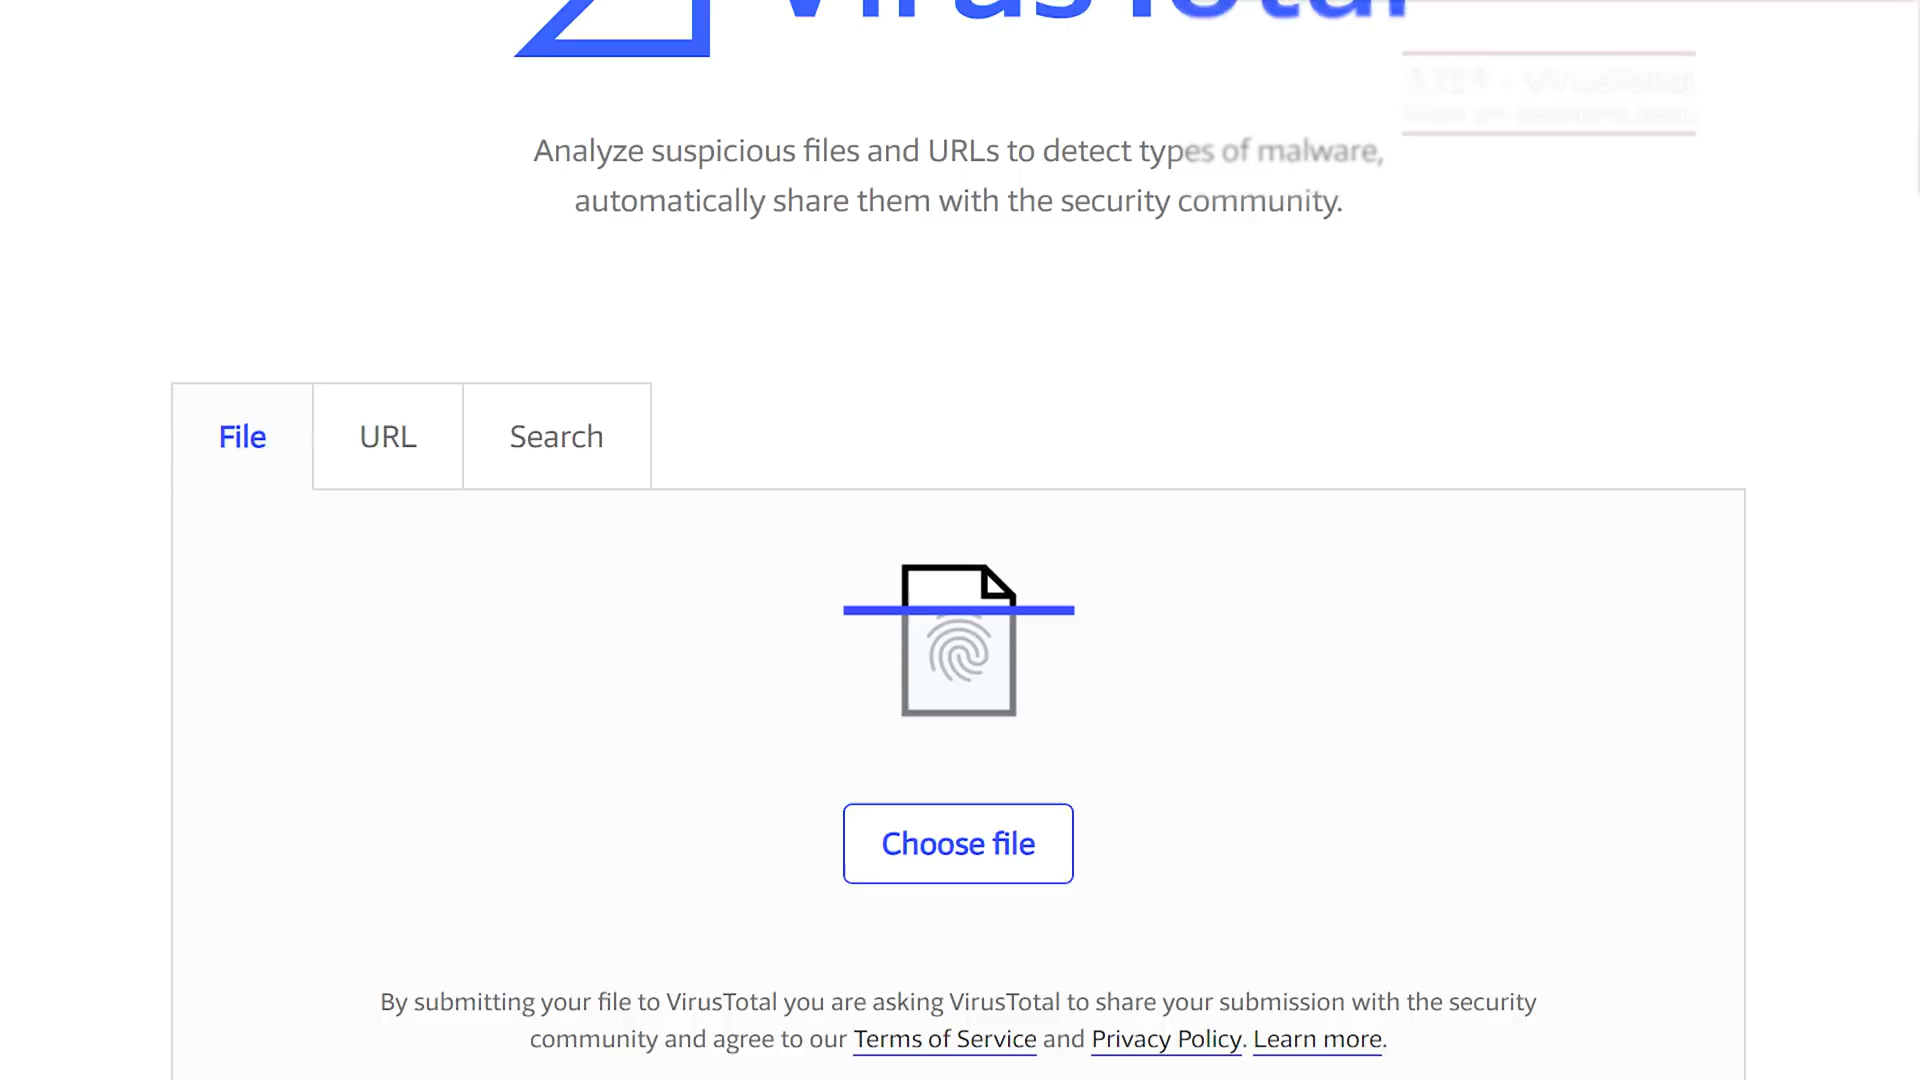 VirusTotal
Analyze suspicious files and URLs to detect types of malware,
automatically share them with the security community.
File
URL
Search
Choose file
By submitting your file to VirusTotal you are asking VirusTotal to share your submission with the security
community and agree to our Terms of Service and Privacy Policy. Learn more.